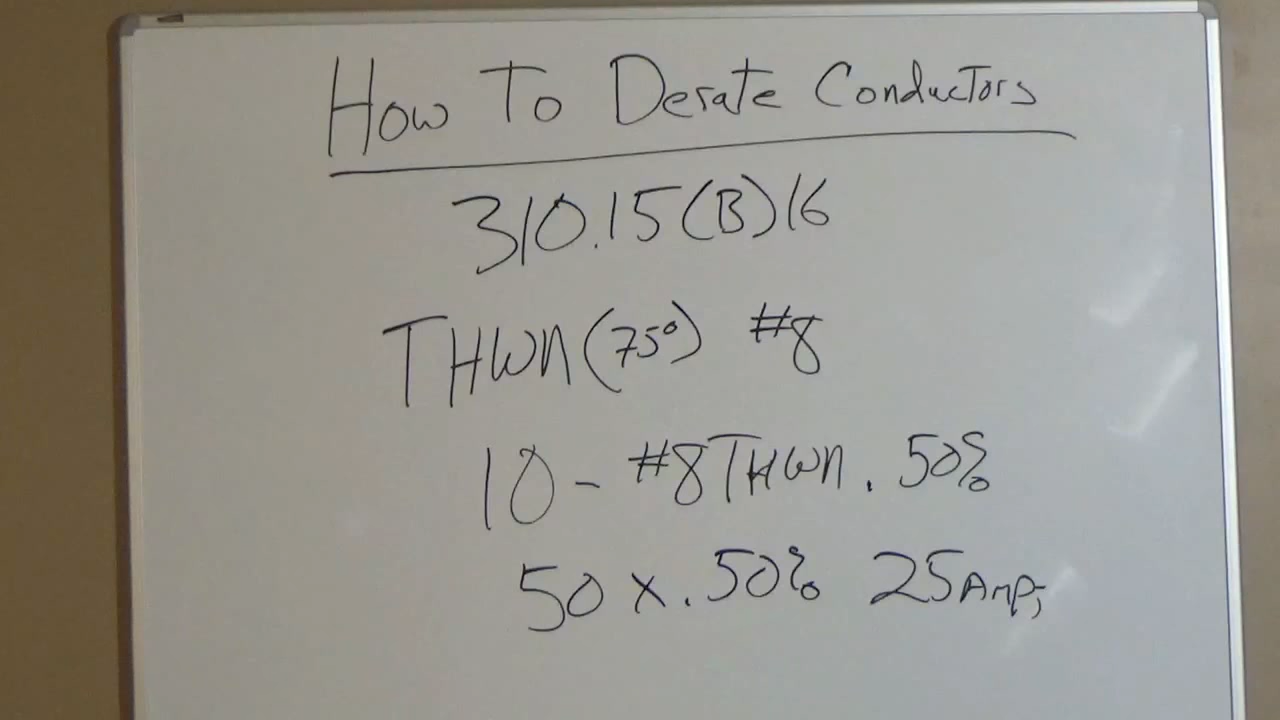 How To Derate Conductors
310.15(B)16
THWN(75°) #8
10- #8THWN .50%
50 x .50% 25Amps